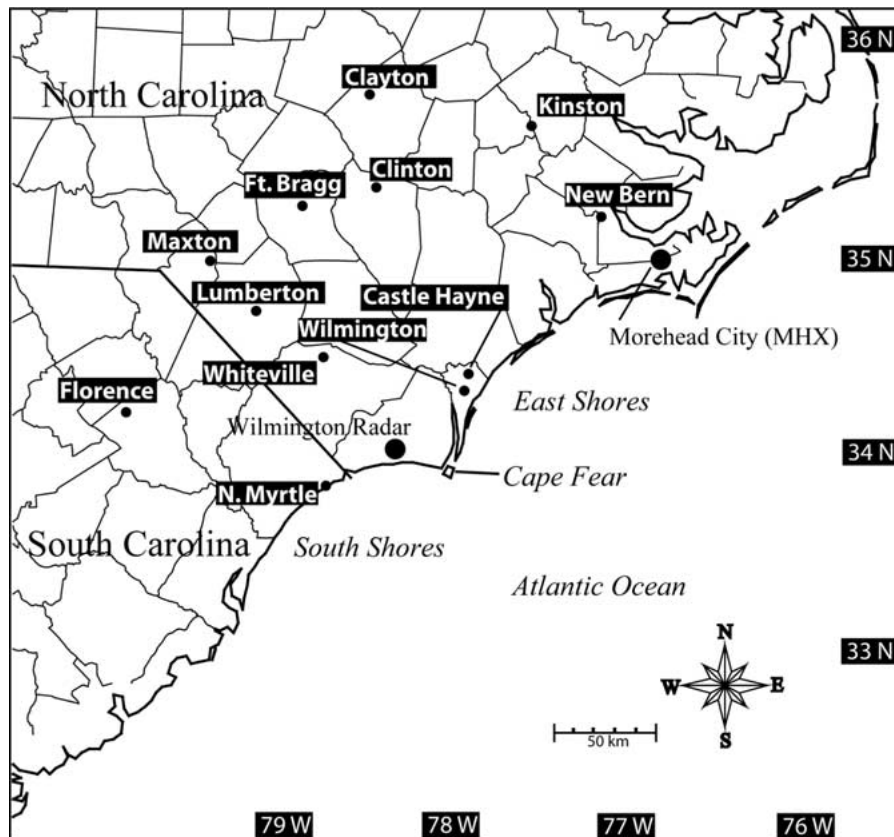 36 N
Clayton
North Carolina
Kinston
Clinton
Ft. Bragg
New Bern
Maxton
35 N
Lumberton
Castle Hayne
Wilmington
Morehead City (MHX)
Whiteville
Florence
East Shores
Wilmington Radar
34 N
Cape Fear
N. Myrtle
South Carolina
South Shores
Atlantic Ocean
N
33 N
W
E
S
50 km
79 W
78 W
77 W
76 W